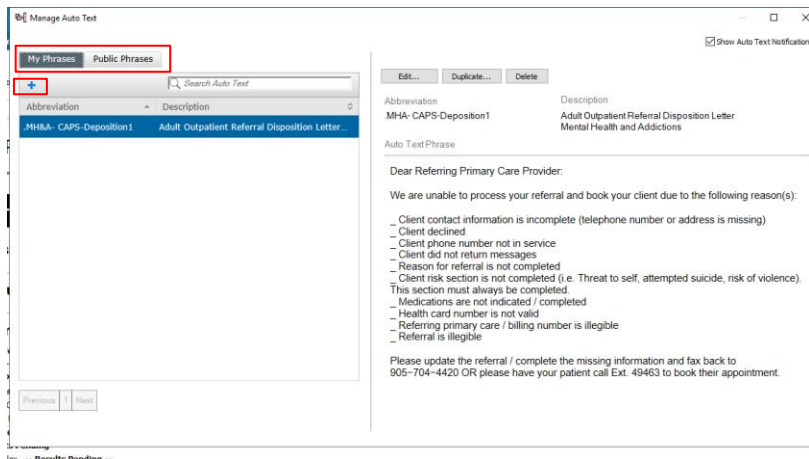 Manage Auto Text
Show Auto Text Notification
My Phrases Public Phrases
+ Search Auto Text
Abbreviation Description
.MH&A- CAPS-Deposition1 Adult Outpatient Referral Disposition Letter...
Previous 1 Next
Edit... Duplicate... Delete
Abbreviation Description
.MHA- CAPS-Deposition1 Adult Outpatient Referral Disposition Letter
Mental Health and Addictions
Auto Text Phrase
Dear Referring Primary Care Provider:
We are unable to process your referral and book your client due to the following reason(s):
_ Client contact information is incomplete (telephone number or address is missing)
_ Client declined
_ Client phone number not in service
_ Client did not return messages
_ Reason for referral is not completed
_ Client risk section is not completed (i.e. Threat to self, attempted suicide, risk of violence).
This section must always be completed.
_ Medications are not indicated / completed
_ Health card number is not valid
_ Referring primary care / billing number is illegible
_ Referral is illegible
Please update the referral / complete the missing information and fax back to
905-704-4420 OR please have your patient call Ext. 49463 to book their appointment.
Results Pending